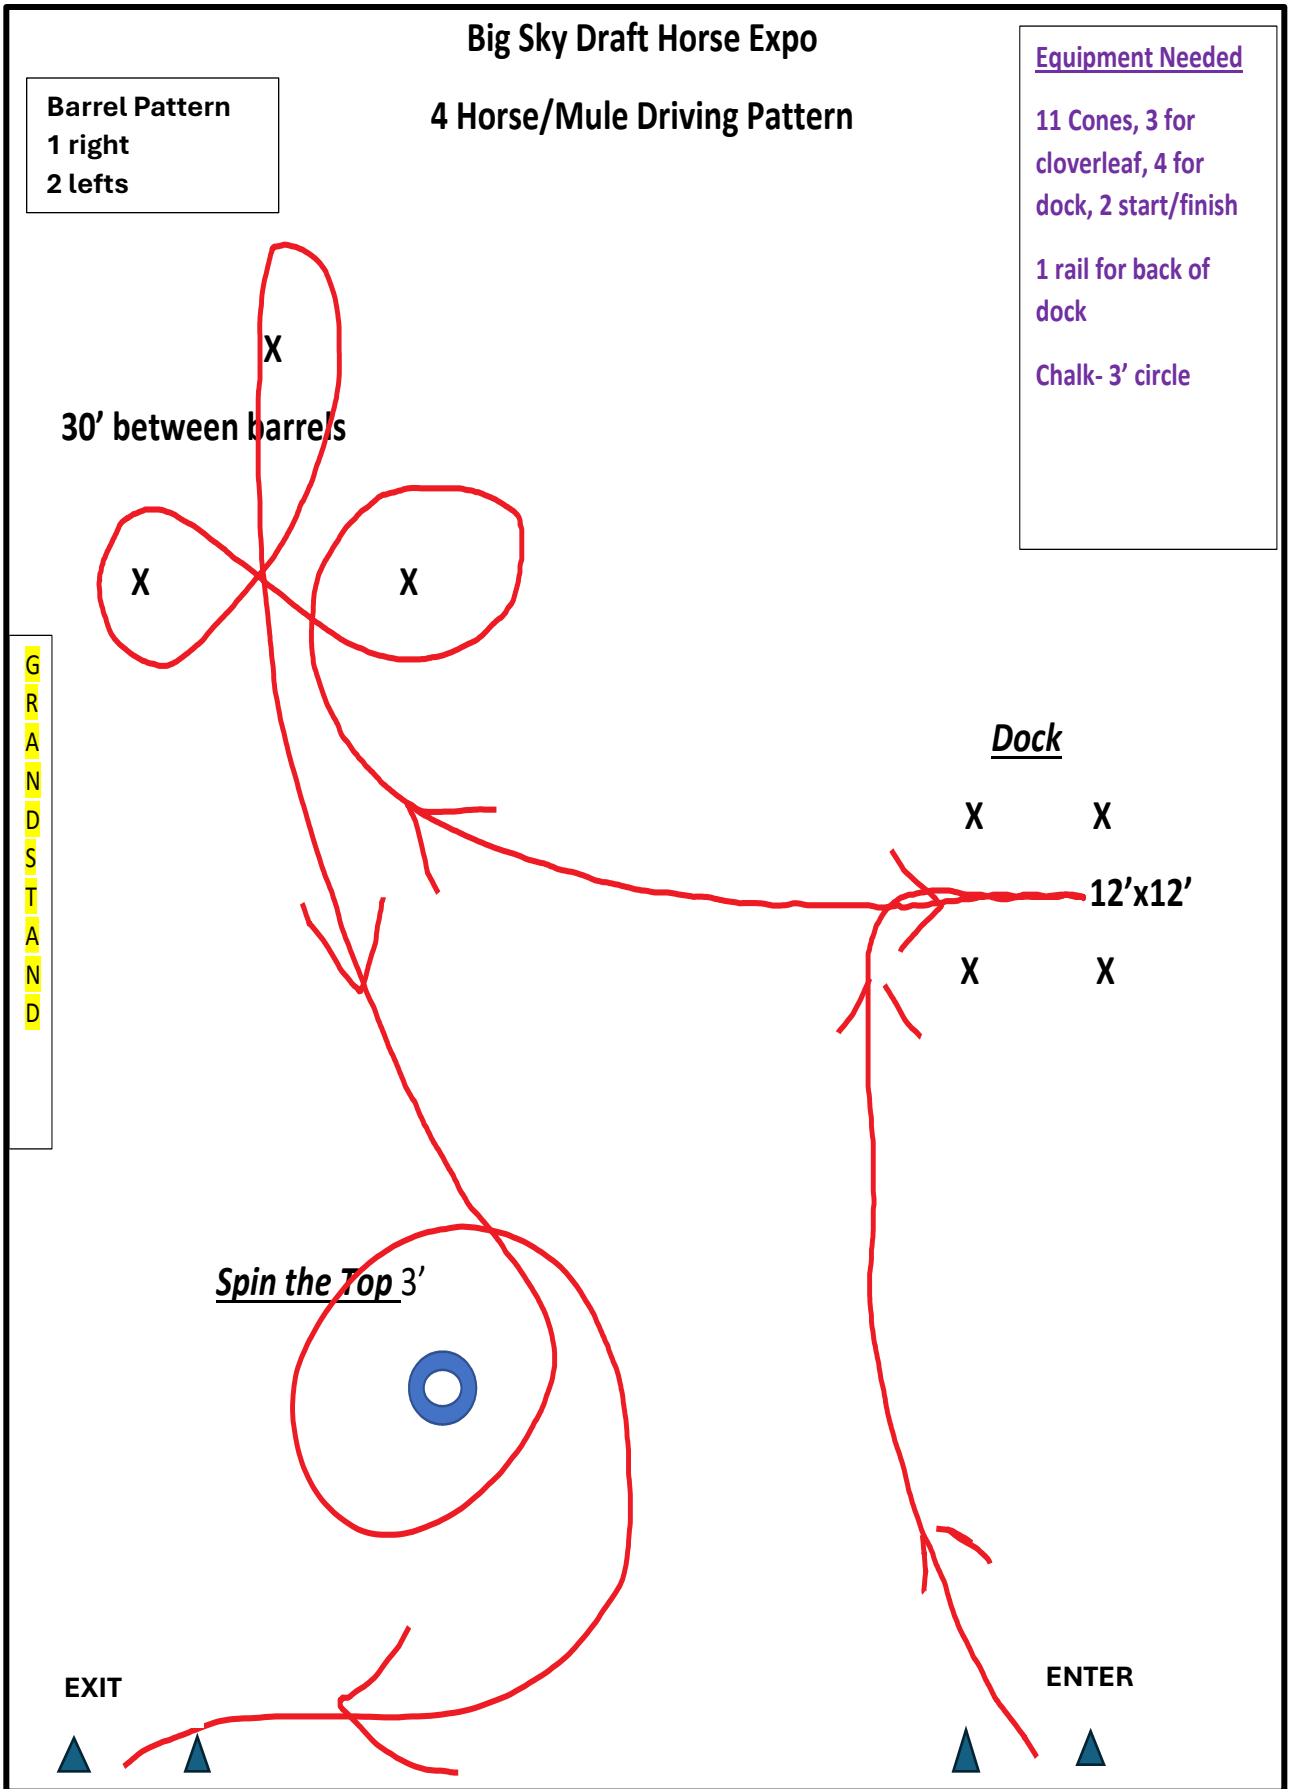 Big Sky Draft Horse Expo
4 Horse/Mule Driving Pattern
Barrel Pattern
1 right
2 lefts
Equipment Needed
11 Cones, 3 for
cloverleaf, 4 for
dock, 2 start/finish
1 rail for back of
dock
Chalk- 3’ circle
X
30’ between barrels
X
X
G
R
A
N
D
S
T
A
N
D
Dock
X
X
12’x12’
X
X
Spin the Top 3’
EXIT
ENTER